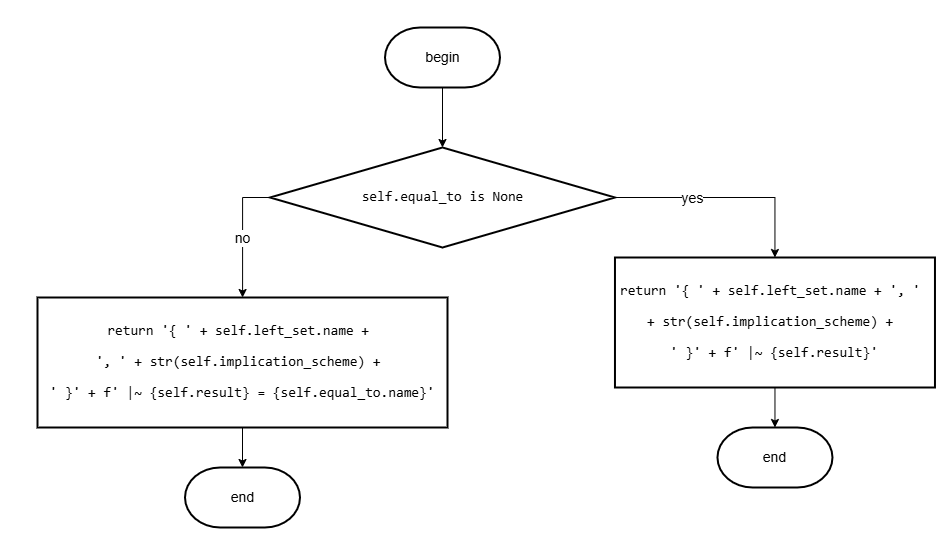 begin
self.equal_to is None
no
yes
return '{ ' + self.left_set.name +
', ' + str(self.implication_scheme) +
' }' + f' |~ {self.result} = {self.equal_to.name}'
return '{ ' + self.left_set.name + ', '
+ str(self.implication_scheme) +
' }' + f' |~ {self.result}'
end
end